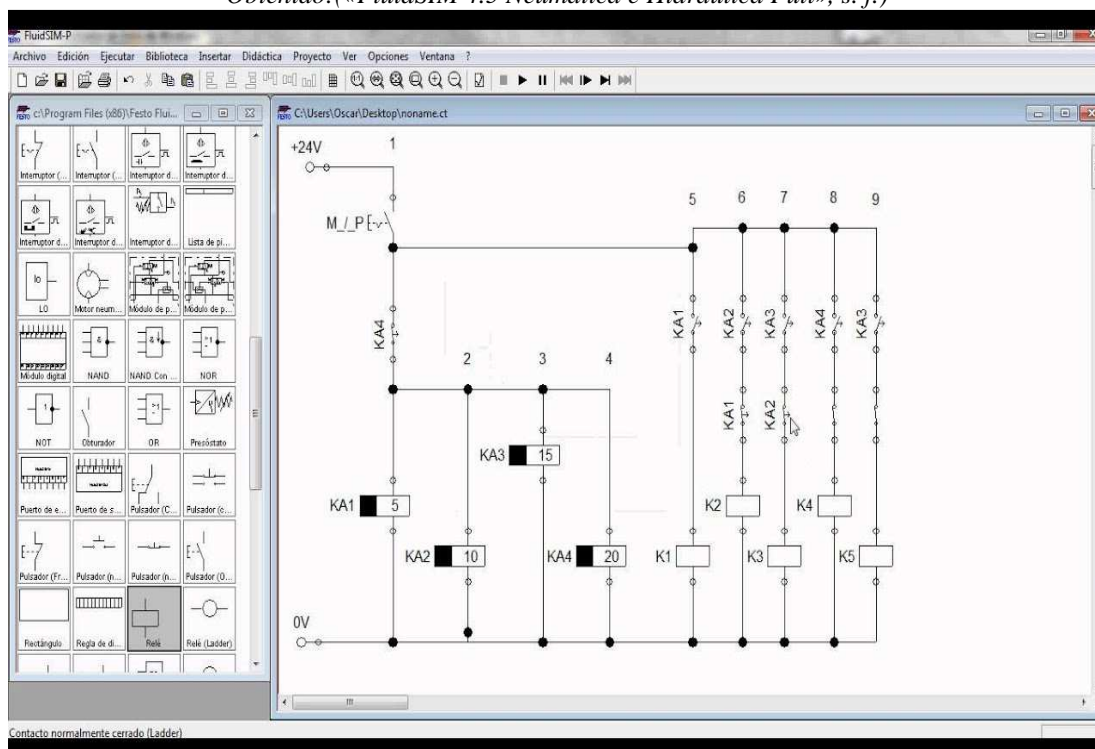 Obtenido:(«FluidSIM 4.5 Neumática e Hidráulica Full», s. f.)
FluidSIM-P
Archivo Edición Ejecutar Biblioteca Insertar Didáctica Proyecto Ver Opciones Ventana ?
c:\Program Files (x86)\Festo Flui...
C:\Users\Oscar\Desktop\noname.ct
Interruptor (... Interruptor (... Interruptor d... Interruptor d...
Interruptor d... Interruptor d... Interruptor d... Lista de pi...
LO Motor neum... Módulo de p... Módulo de p...
Módulo digital NAND NAND Con ... NOR
NOT Obturador OR Presóstato
Puerto de e... Puerto de s... Pulsador (C... Pulsador (c...
Pulsador (Fr... Pulsador (n... Pulsador (n... Pulsador (O...
Rectángulo Regla de di... Relé Relé (Ladder)
+24V 1
5 6 7 8 9
M_/_P
KA4
KA1 KA2 KA3 KA4 KA3
2 3 4
KA1 KA2
KA3 15
KA1 5
K2 K4
KA2 10 KA4 20 K1 K3 K5
0V
Contacto normalmente cerrado (Ladder)